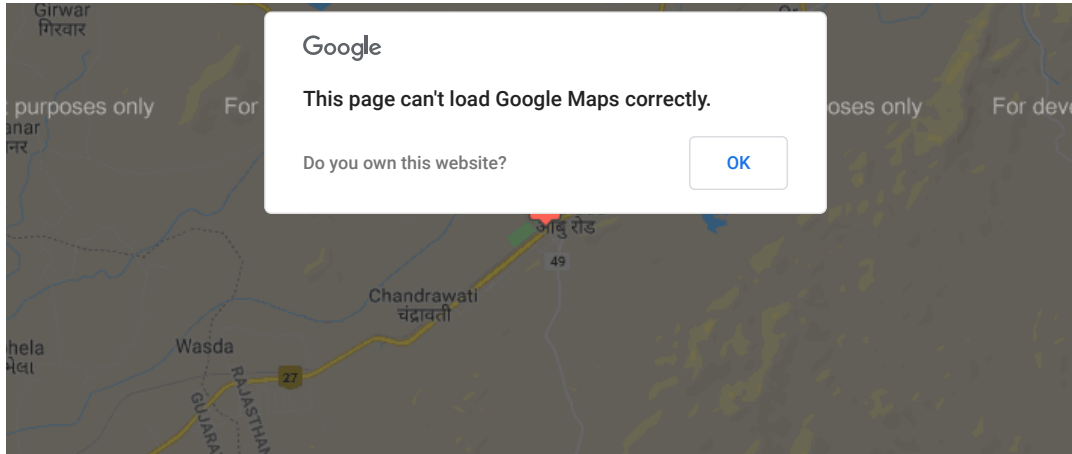 Girwar
गिरवार
Google
This page can't load Google Maps correctly.
purposes only
For
oses only
For deve
anar
नर
Do you own this website?
OK
आबु रोड
49
Chandrawati
चंद्रावती
hela
भेला
Wasda
27
RAJASTHAN
GUJARA